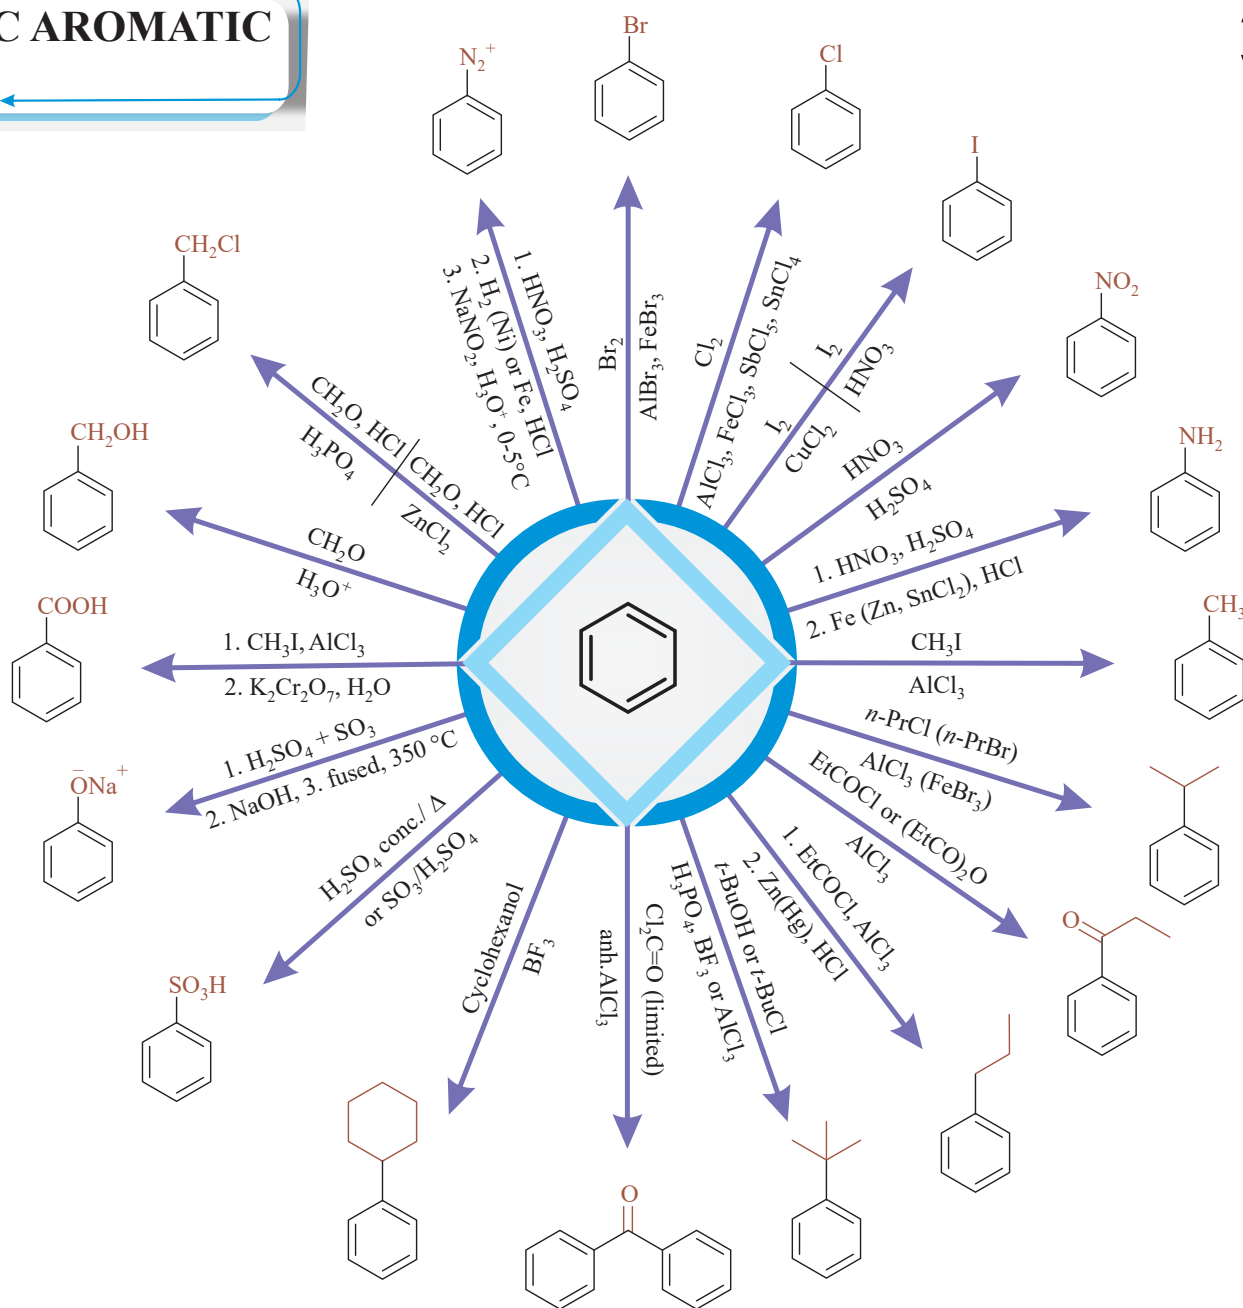 C AROMATIC
N₂⁺
Br
Cl
I
NO₂
NH₂
CH₃
O
O
SO₃H
ŌNa⁺
COOH
CH₂OH
CH₂Cl
1. HNO₃, H₂SO₄
2. H₂ (Ni) or Fe, HCl
3. NaNO₂, H₃O⁺, 0-5°C
Br₂
AlBr₃, FeBr₃
Cl₂
AlCl₃, FeCl₃, SbCl₅, SnCl₄
I₂
CuCl₂
I₂
HNO₃
HNO₃
H₂SO₄
1. HNO₃, H₂SO₄
2. Fe (Zn, SnCl₂), HCl
CH₃I
AlCl₃
n-PrCl (n-PrBr)
AlCl₃ (FeBr₃)
EtCOCl or (EtCO)₂O
AlCl₃
1. EtCOCl, AlCl₃
2. Zn(Hg), HCl
t-BuOH or t-BuCl
H₃PO₄, BF₃ or AlCl₃
Cl₂C=O (limited)
anh.AlCl₃
Cyclohexanol
BF₃
H₂SO₄ conc./ Δ
or SO₃/H₂SO₄
1. H₂SO₄ + SO₃
2. NaOH, 3. fused, 350 °C
1. CH₃I, AlCl₃
2. K₂Cr₂O₇, H₂O
CH₂O
H₃O⁺
CH₂O, HCl
H₃PO₄
CH₂O, HCl
ZnCl₂